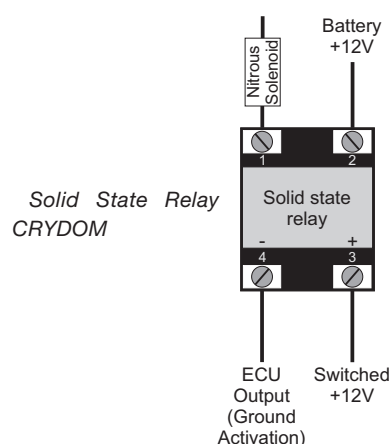 Battery
+12V
Nitrous
Solenoid
1 2
Solid State Relay
CRYDOM
Solid state
relay
- +
4 3
ECU
Output
(Ground
Activation)
Switched
+12V